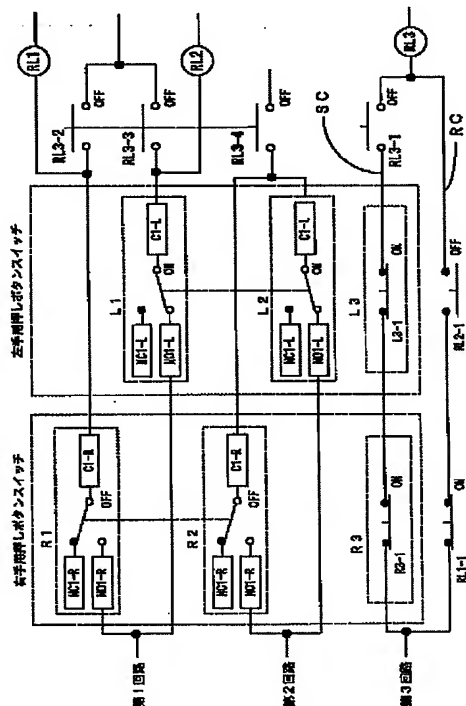 左手用押しボタンスイッチ
右手用押しボタンスイッチ
RL1
RL2
RL3
OFF
RL3-2
OFF
RL3-3
OFF
RL3-4
OFF
RL3-1
SC
RC
C1-L
ON
NC1-L
NO1-L
L1
C1-L
ON
NC1-L
NO1-L
L2
L3
L3-1
ON
RL2-1
OFF
R1
C1-R
OFF
NC1-R
NO1-R
R2
C1-R
OFF
NC1-R
NO1-R
R3
R3-1
ON
RL1-1
ON
第1回路
第2回路
第3回路